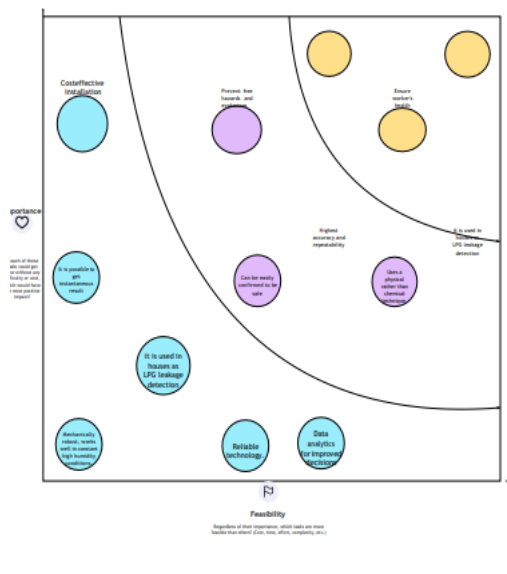 Costeffective
installation
Prevent fire
hazards and
Ensure
worker's
health
portance
Highest
accuracy and
repeatability
It is used in
houses as
LPG leakage
detection
It is possible to
get
instantaneous
result
Can be easily
confirmed to be
safe
Uses a
physical
rather than
chemical
technique
It is used in
houses as
LPG leakage
detection
Mechanically
robust, works
well in constant
high humidity
conditions
Reliable
technology.
Data
analytics
for improved
decisions
Feasibility
Regardless of their importance, which tasks are more
feasible than others? (Cost, time, effort, complexity, etc.)